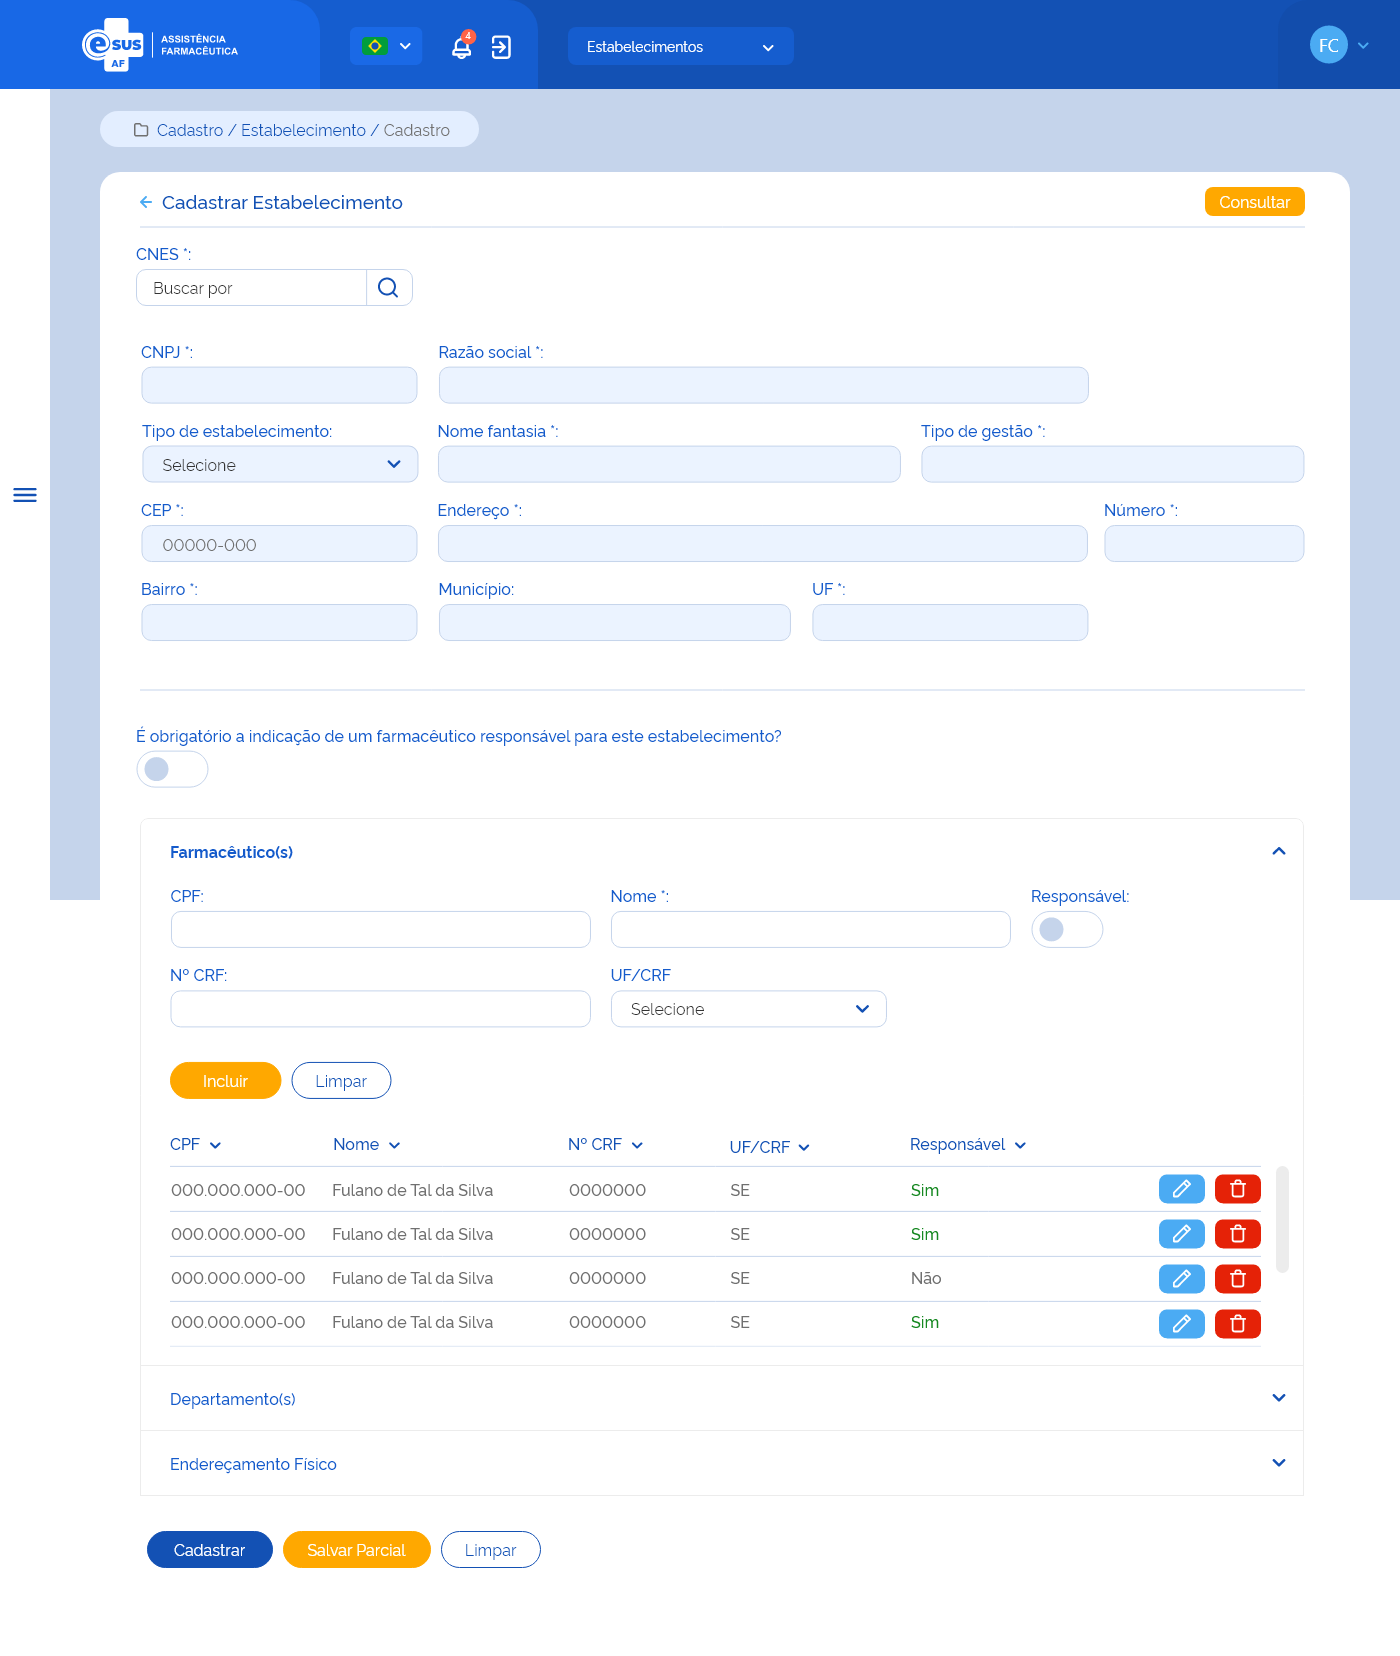 e sus AF
ASSISTÊNCIA
FARMACÊUTICA
4
Estabelecimentos
FC
Cadastro / Estabelecimento / Cadastro
Cadastrar Estabelecimento
Consultar
CNES *:
Buscar por
CNPJ *: Razão social *:
Tipo de estabelecimento: Nome fantasia *: Tipo de gestão *:
Selecione
CEP *: Endereço *: Número *:
00000-000
Bairro *: Município: UF *:
É obrigatório a indicação de um farmacêutico responsável para este estabelecimento?
Farmacêutico(s)
CPF: Nome *: Responsável:
Nº CRF: UF/CRF
Selecione
Incluir Limpar
CPF Nome Nº CRF UF/CRF Responsável
000.000.000-00 Fulano de Tal da Silva 0000000 SE Sim
000.000.000-00 Fulano de Tal da Silva 0000000 SE Sim
000.000.000-00 Fulano de Tal da Silva 0000000 SE Não
000.000.000-00 Fulano de Tal da Silva 0000000 SE Sim
Departamento(s)
Endereçamento Físico
Cadastrar Salvar Parcial Limpar